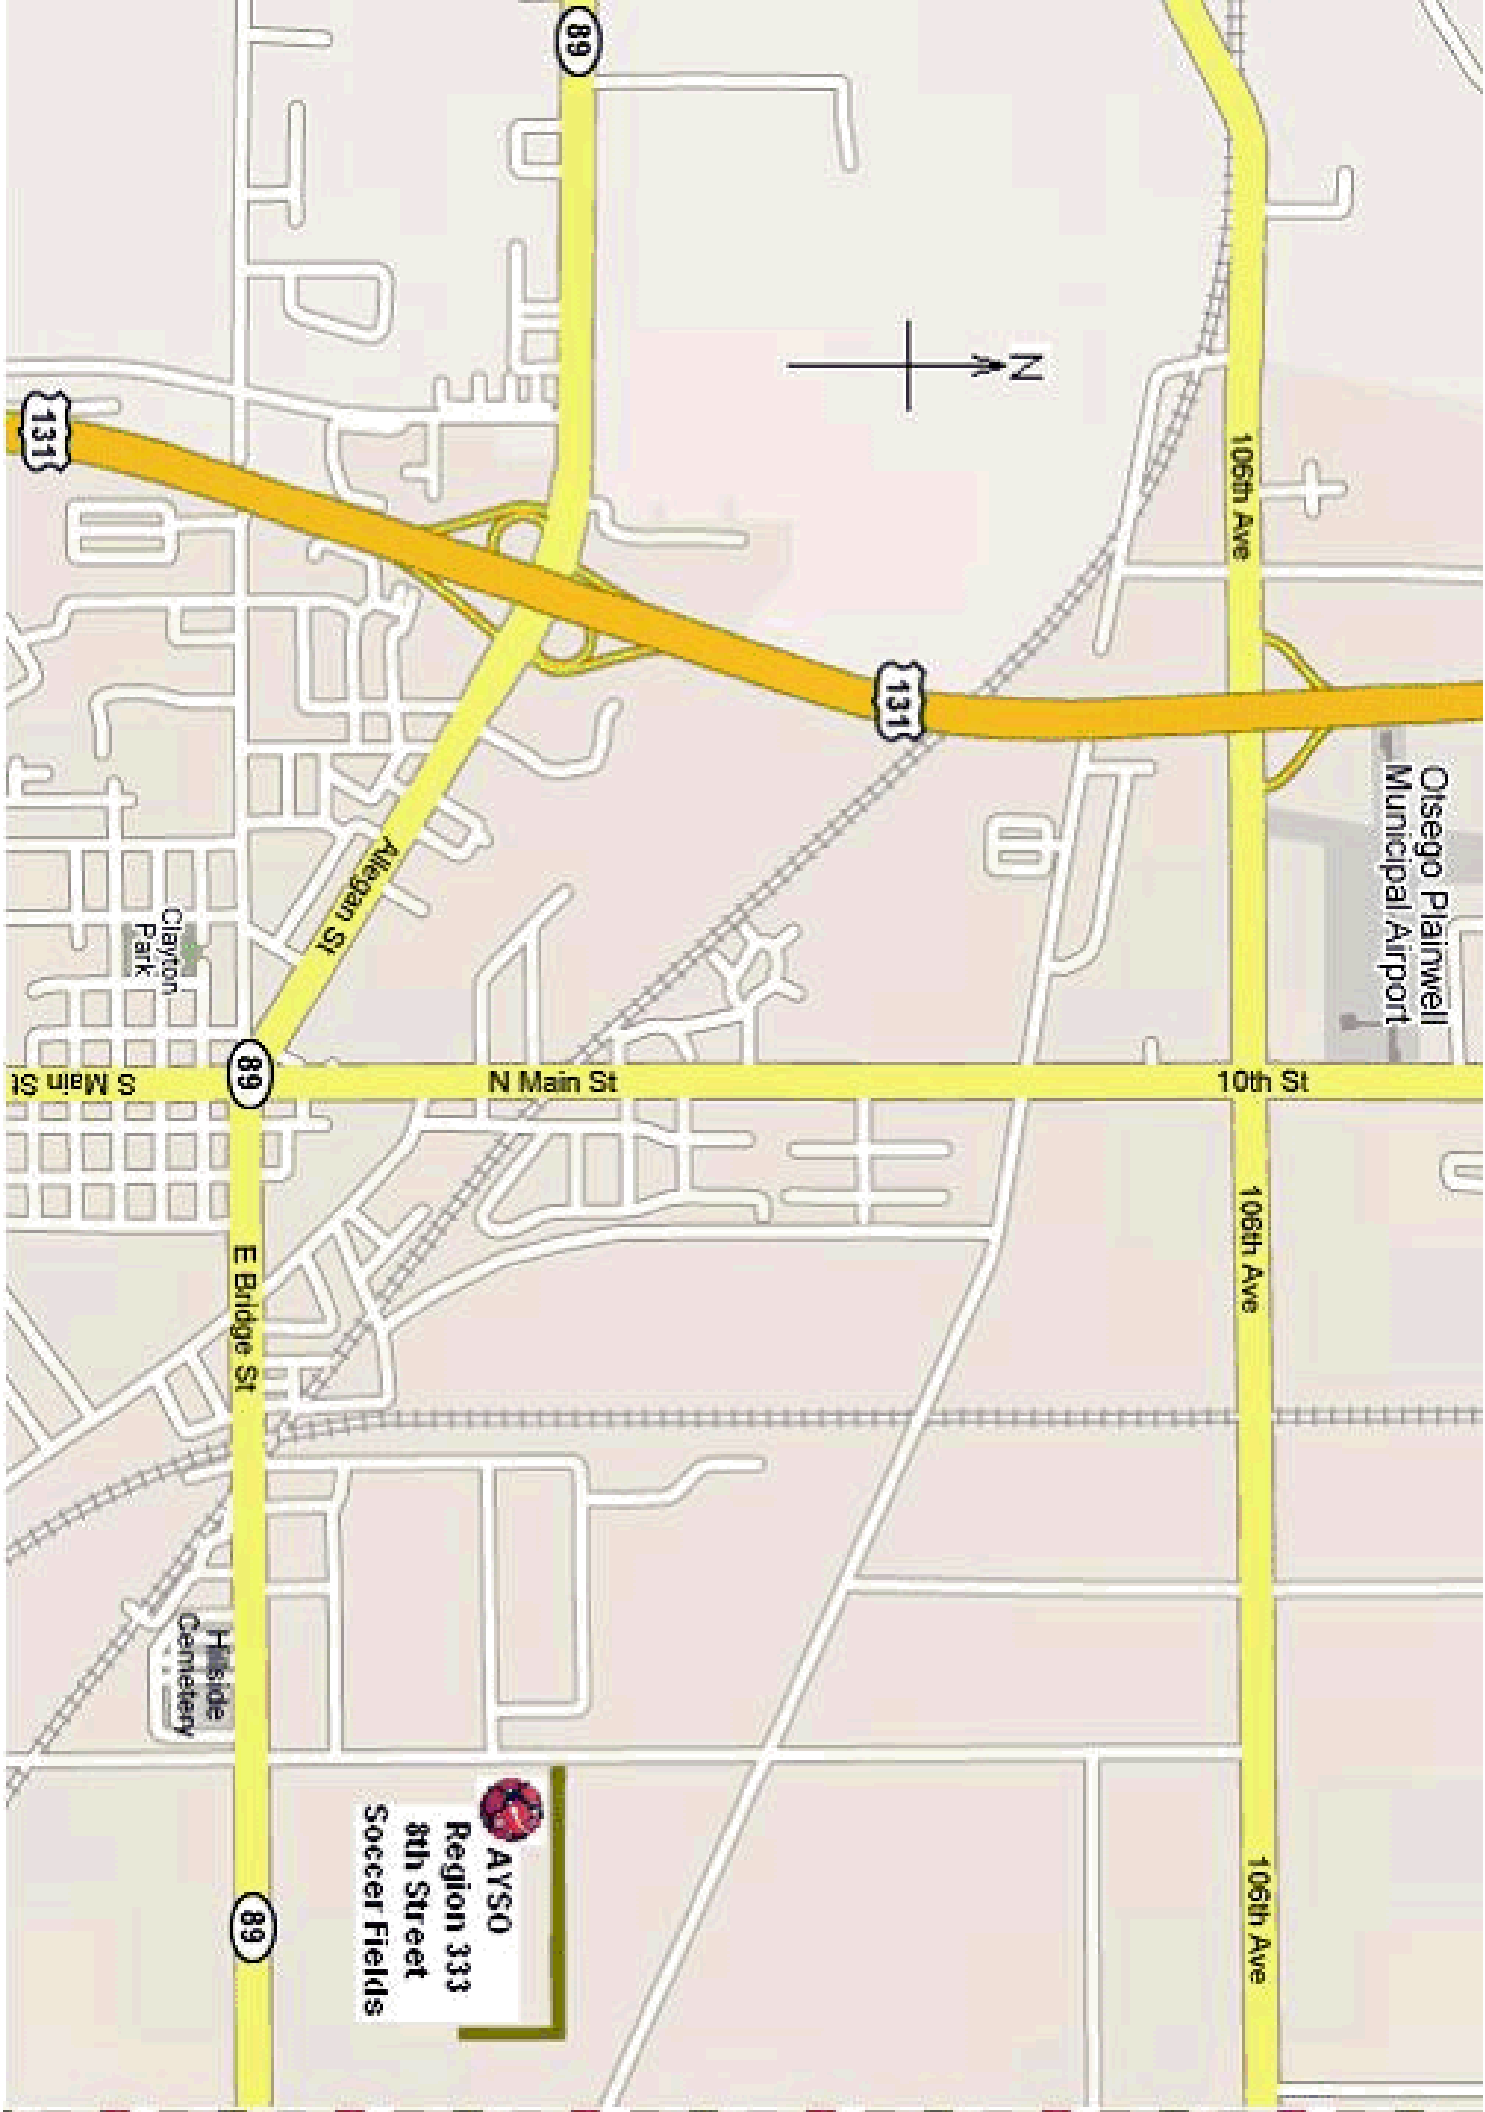 89
N
131
106th Ave
131
Otsego Plainwell
Municipal Airport
Allegan St
Clayton
Park
89
S Main St
N Main St
10th St
106th Ave
E Bridge St
Hillside
Cemetery
AYSO
Region 333
8th Street
Soccer Fields
106th Ave
89